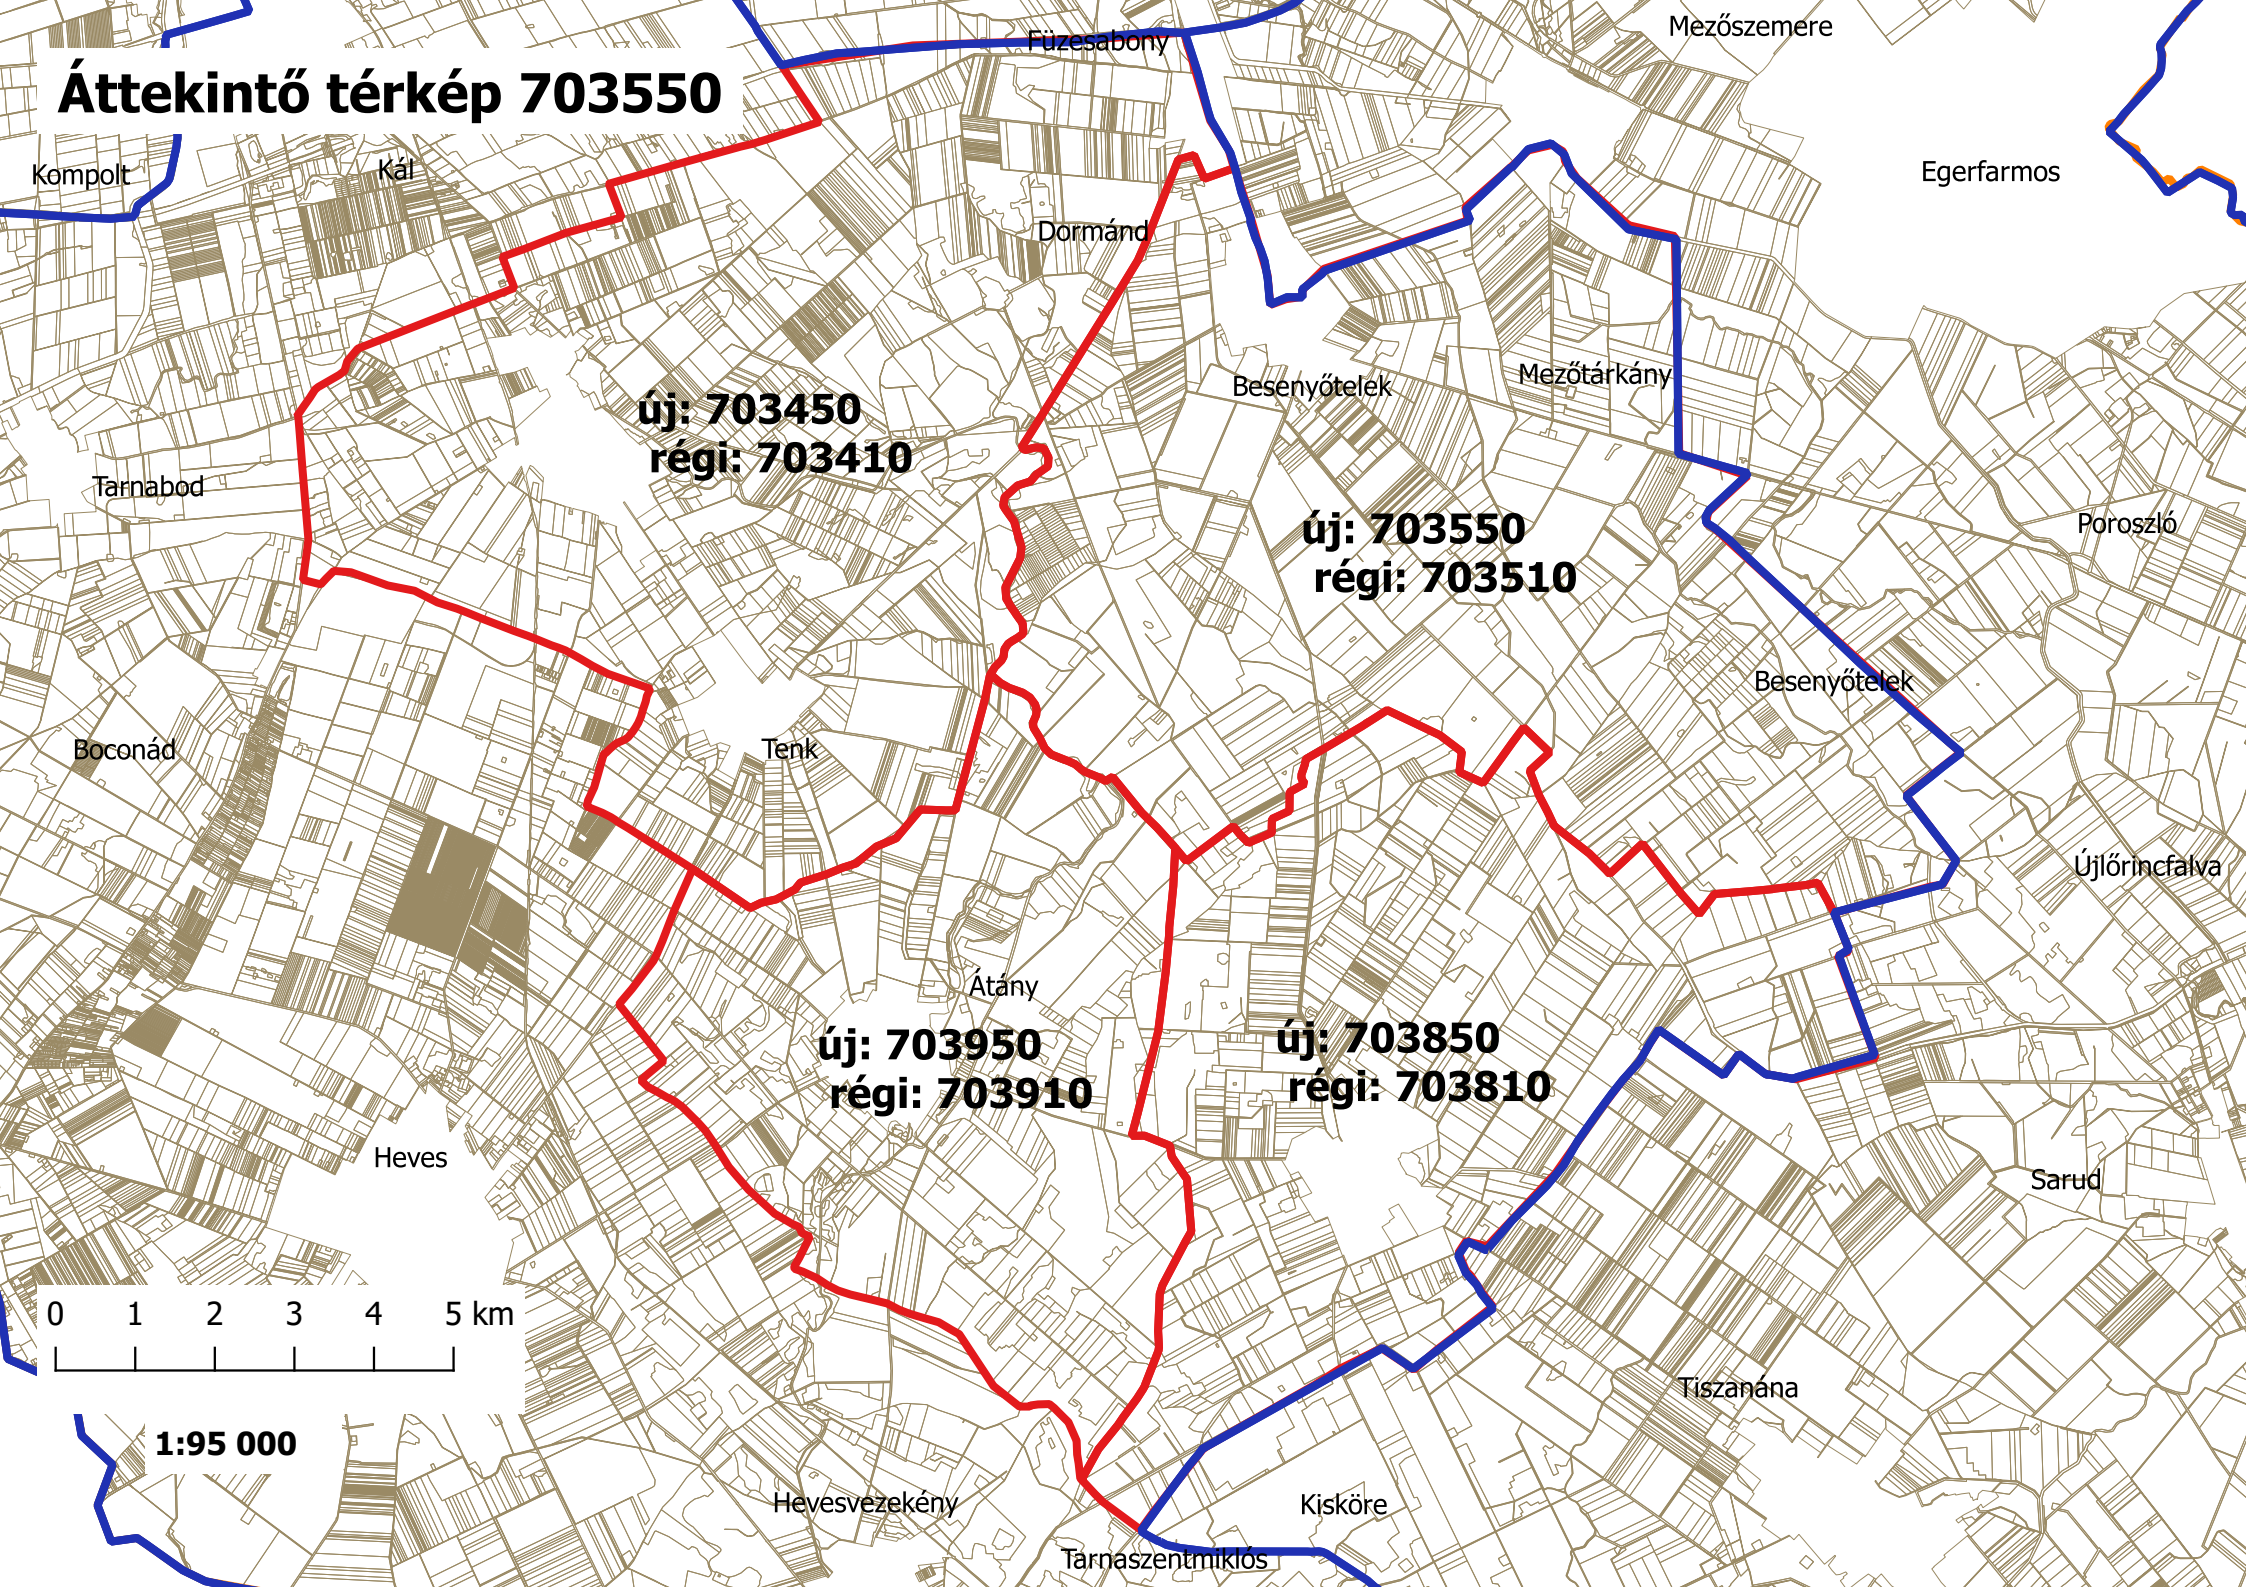 Mezőszemere
Füzesabony
Áttekintő térkép 703550
Kompolt
Kál
Egerfarmos
Dormánd
Besenyőtelek
Mezőtárkány
új: 703450
régi: 703410
Tarnabod
új: 703550
régi: 703510
Poroszló
Besenyőtelek
Boconád
Tenk
Újlőrincfalva
Átány
új: 703950
régi: 703910
új: 703850
régi: 703810
Heves
Sarud
0 1 2 3 4 5 km
Tiszanána
1:95 000
Hevesvezekény
Kisköre
Tarnaszentmiklós